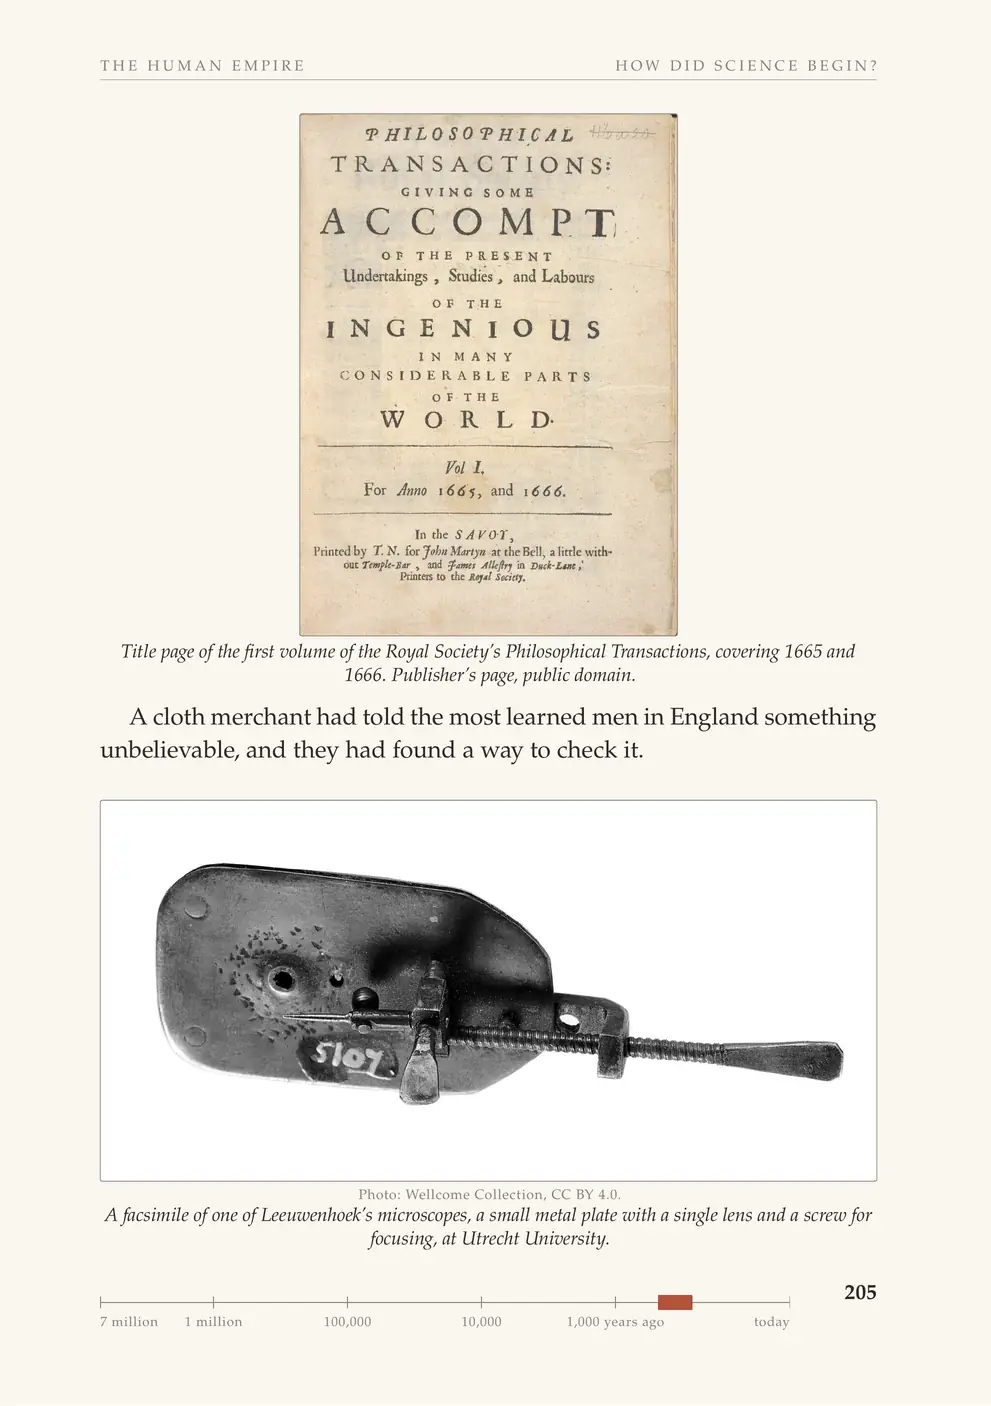 THE HUMAN EMPIRE HOW DID SCIENCE BEGIN?
PHILOSOPHICAL
TRANSACTIONS:
GIVING SOME
ACCOMPT
OF THE PRESENT
Undertakings, Studies, and Labours
OF THE
INGENIOUS
IN MANY
CONSIDERABLE PARTS
OF THE
WORLD.
Vol I.
For Anno 1665, and 1666.
In the SAVOY,
Printed by T. N. for John Martyn at the Bell, a little with-
out Temple-Bar, and James Allestry in Duck-Lane,
Printers to the Royal Society.
Title page of the first volume of the Royal Society’s Philosophical Transactions, covering 1665 and
1666. Publisher’s page, public domain.
A cloth merchant had told the most learned men in England something
unbelievable, and they had found a way to check it.
5107
Photo: Wellcome Collection, CC BY 4.0.
A facsimile of one of Leeuwenhoek’s microscopes, a small metal plate with a single lens and a screw for
focusing, at Utrecht University.
205
7 million 1 million 100,000 10,000 1,000 years ago today